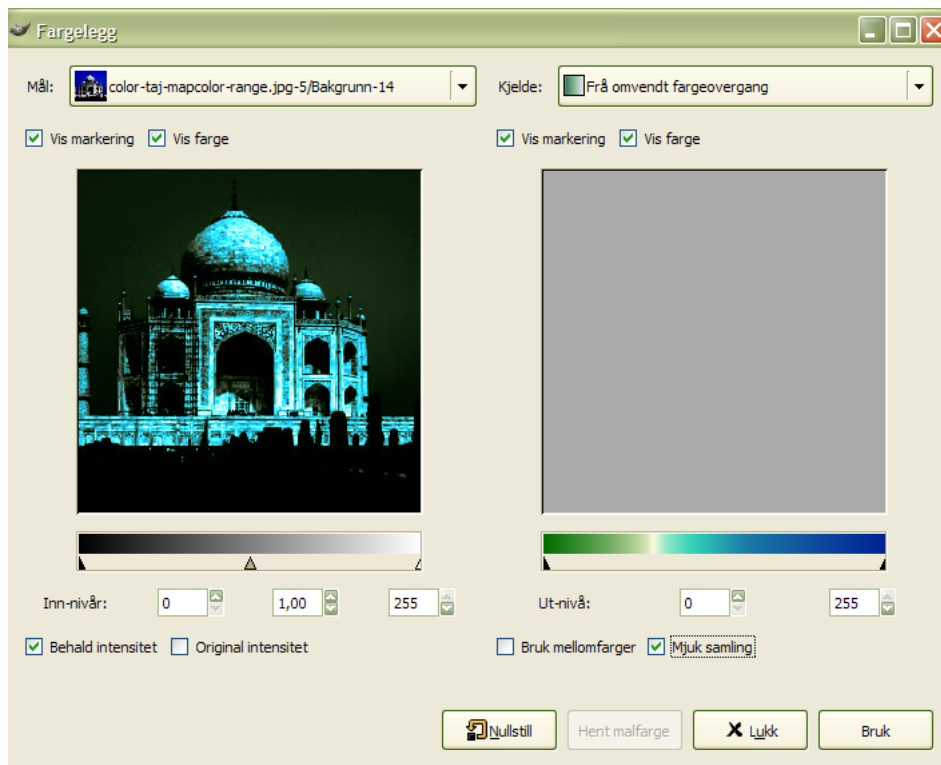 Fargelegg
Mål: color-taj-mapcolor-range.jpg-5/Bakgrunn-14
Kjelde: Frå omvendt fargeovergang
Vis markering Vis farge
Vis markering Vis farge
Inn-nivår: 0 1,00 255
Ut-nivå: 0 255
Behald intensitet Original intensitet
Bruk mellomfarger Mjuk samling
Nullstill Hent malfarge Lukk Bruk